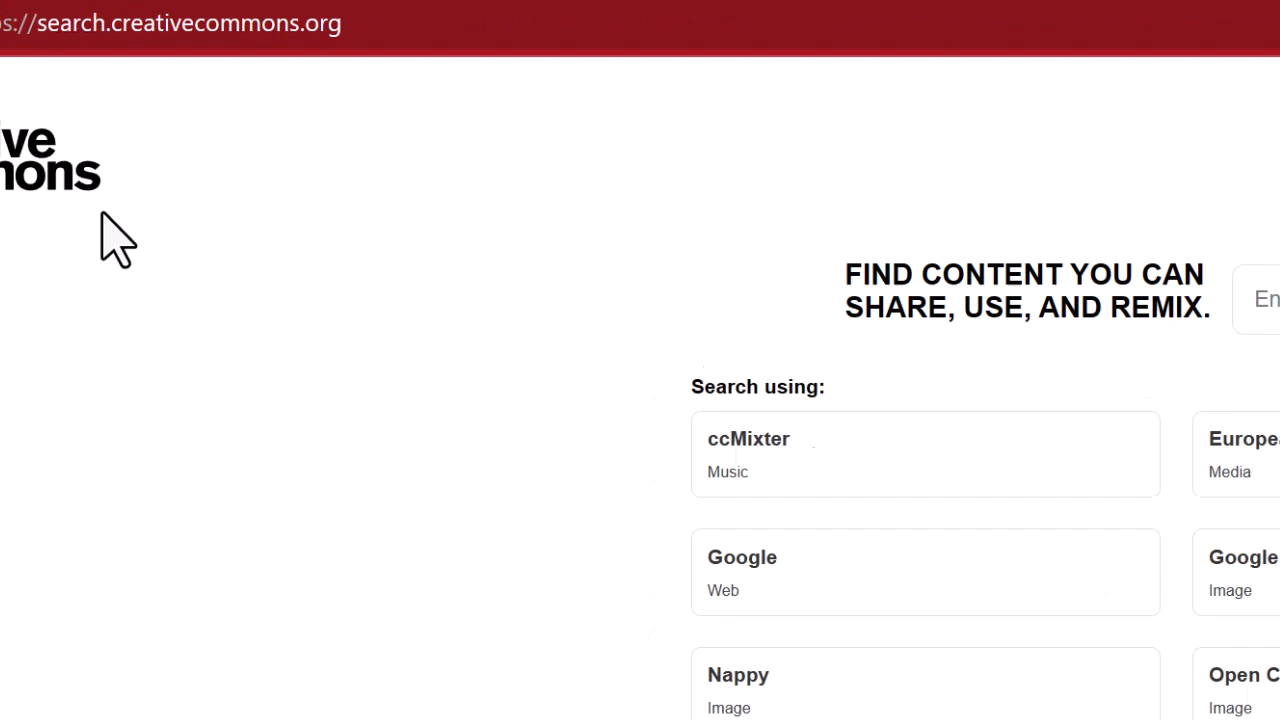 s://search.creativecommons.org
ive
mons
FIND CONTENT YOU CAN
SHARE, USE, AND REMIX.
En
Search using:
ccMixter
Music
Europea
Media
Google
Web
Google
Image
Nappy
Image
Open C
Image